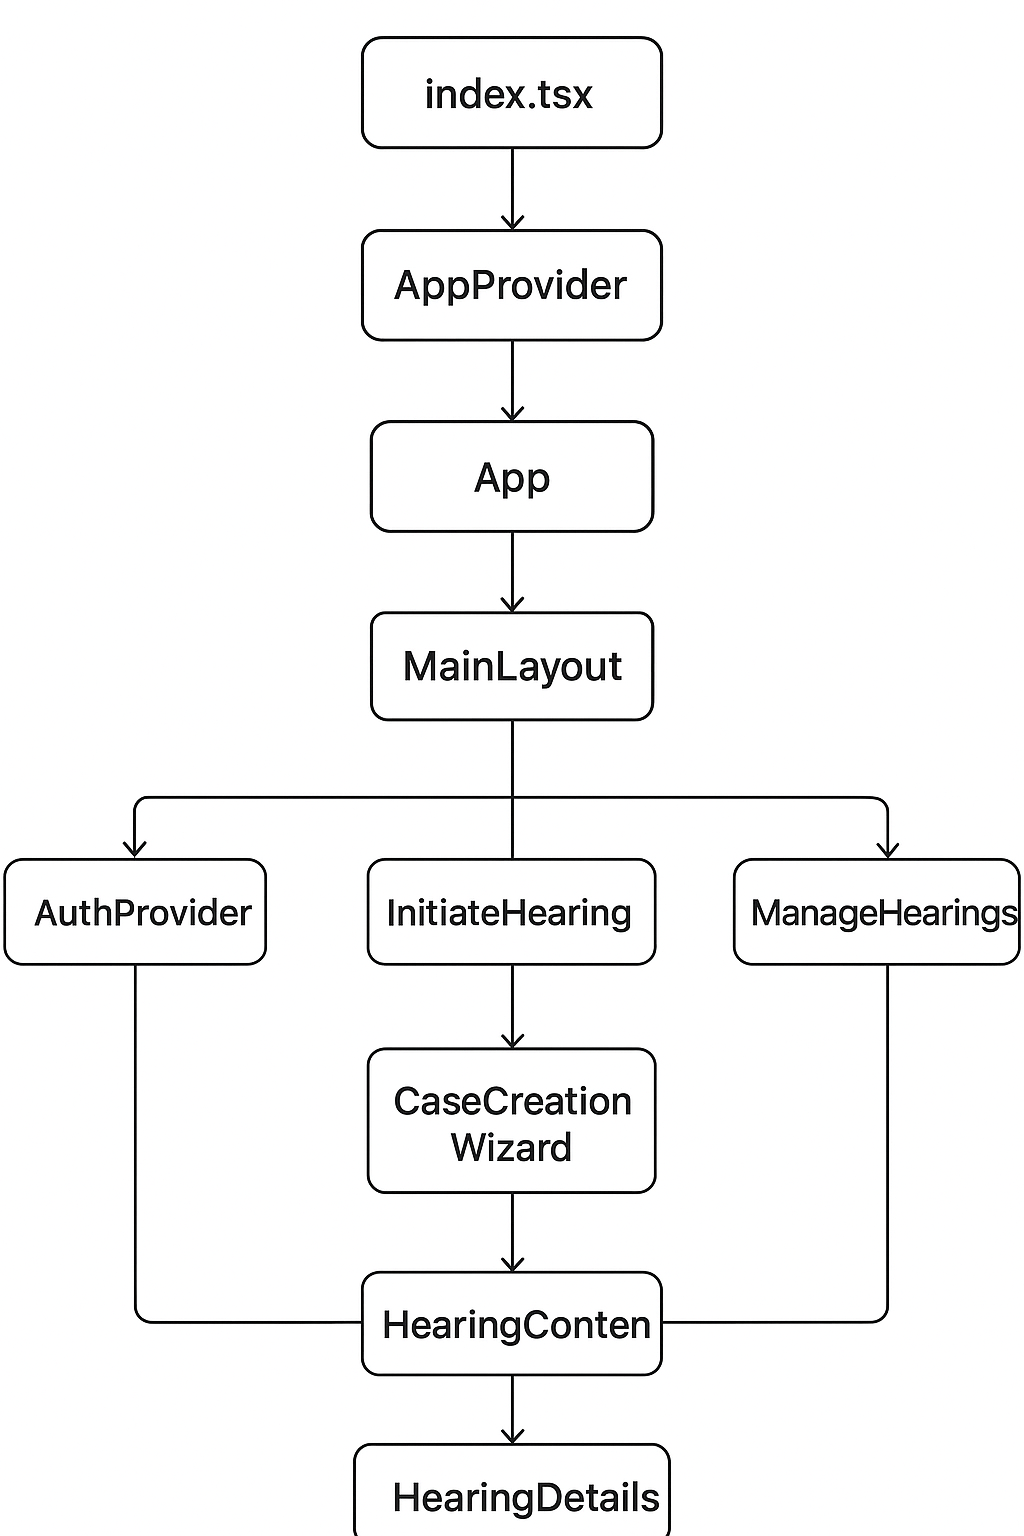 index.tsx
AppProvider
App
MainLayout
AuthProvider
InitiateHearing
ManageHearings
CaseCreation
Wizard
HearingConten
HearingDetails